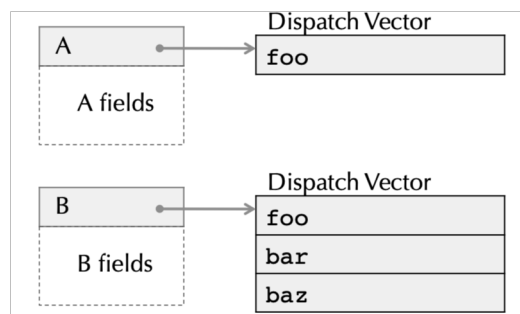 Dispatch Vector
A
foo
A fields
Dispatch Vector
B
foo
B fields
bar
baz